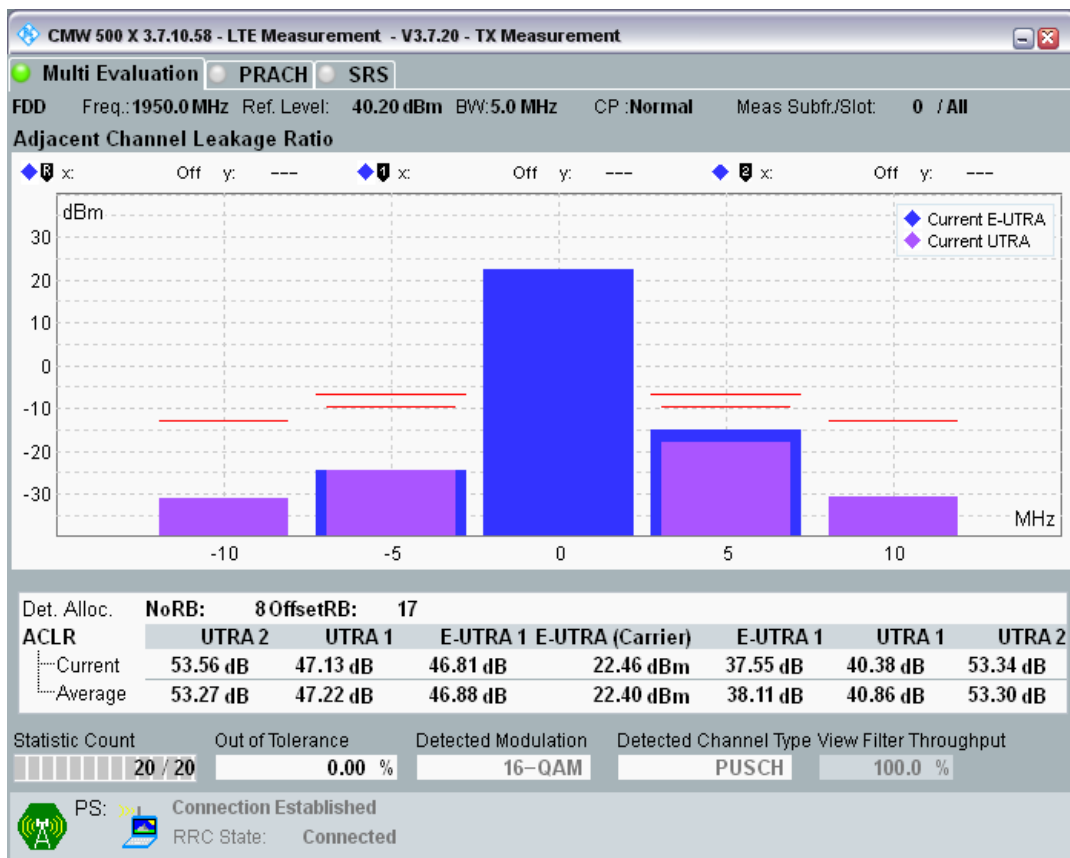 CMW 500 X 3.7.10.58 - LTE Measurement - V3.7.20 - TX Measurement
Multi Evaluation PRACH SRS
FDD Freq.: 1950.0 MHz Ref. Level: 40.20 dBm BW: 5.0 MHz CP : Normal Meas Subfr./Slot: 0 / All
Adjacent Channel Leakage Ratio
R x: Off y: --- 1 x: Off y: --- 2 x: Off y: ---
dBm
Current E-UTRA
Current UTRA
30
20
10
0
-10
-20
-30
MHz
-10 -5 0 5 10
Det. Alloc. NoRB: 8 OffsetRB: 17
ACLR UTRA 2 UTRA 1 E-UTRA 1 E-UTRA (Carrier) E-UTRA 1 UTRA 1 UTRA 2
Current 53.56 dB 47.13 dB 46.81 dB 22.46 dBm 37.55 dB 40.38 dB 53.34 dB
Average 53.27 dB 47.22 dB 46.88 dB 22.40 dBm 38.11 dB 40.86 dB 53.30 dB
Statistic Count Out of Tolerance Detected Modulation Detected Channel Type View Filter Throughput
20 / 20 0.00 % 16-QAM PUSCH 100.0 %
PS: Connection Established
RRC State: Connected